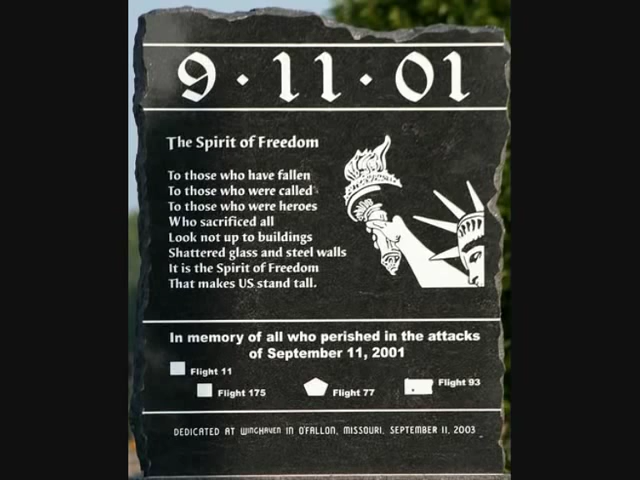 9 · 11 · 01
The Spirit of Freedom
To those who have fallen
To those who were called
To those who were heroes
Who sacrificed all
Look not up to buildings
Shattered glass and steel walls
It is the Spirit of Freedom
That makes US stand tall.
In memory of all who perished in the attacks
of September 11, 2001
Flight 11
Flight 175 Flight 77 Flight 93
DEDICATED AT WINGHAVEN IN O'FALLON, MISSOURI, SEPTEMBER 11, 2003